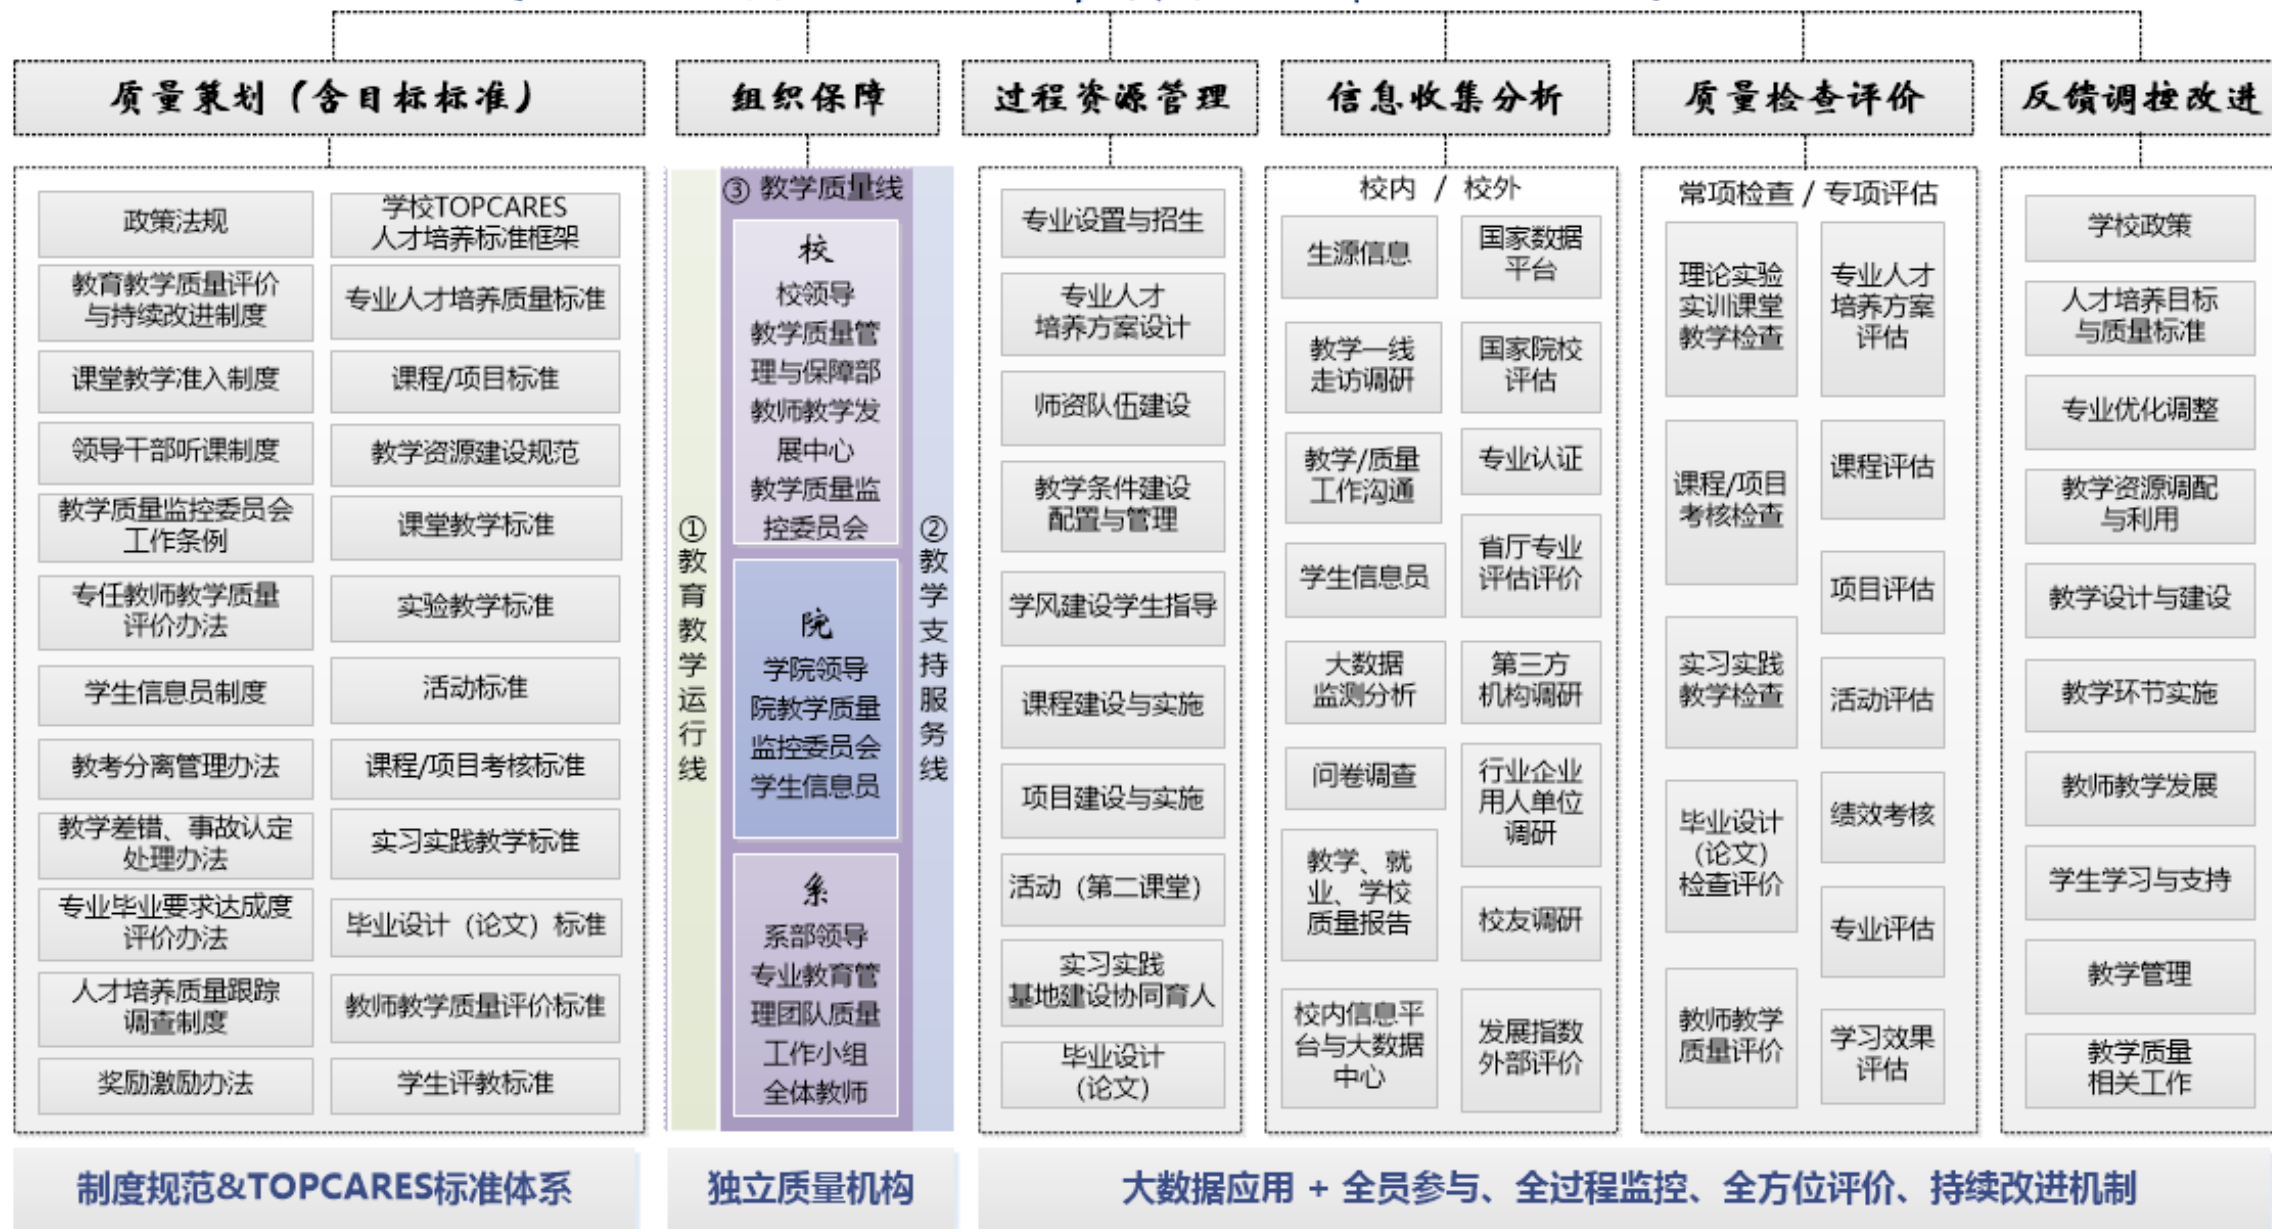 质量策划（含目标标准）
组织保障
过程资源管理
信息收集分析
质量检查评价
反馈调控改进
政策法规
教育教学质量评价
与持续改进制度
课堂教学准入制度
领导干部听课制度
教学质量监控委员会
工作条例
专任教师教学质量
评价办法
学生信息员制度
教考分离管理办法
教学差错、事故认定
处理办法
专业毕业要求达成度
评价办法
人才培养质量跟踪
调查制度
奖励激励办法
学校TOPCARES
人才培养标准框架
专业人才培养质量标准
课程/项目标准
教学资源建设规范
课堂教学标准
实验教学标准
活动标准
课程/项目考核标准
实习实践教学标准
毕业设计（论文）标准
教师教学质量评价标准
学生评教标准
①教育教学运行线
③ 教学质量线
校
校领导
教学质量管
理与保障部
教师教学发
展中心
教学质量监
控委员会
院
学院领导
院教学质量
监控委员会
学生信息员
系
系部领导
专业教育管
理团队质量
工作小组
全体教师
②教学支持服务线
专业设置与招生
专业人才
培养方案设计
师资队伍建设
教学条件建设
配置与管理
学风建设学生指导
课程建设与实施
项目建设与实施
活动（第二课堂）
实习实践
基地建设协同育人
毕业设计
（论文）
校内 / 校外
生源信息
教学一线
走访调研
教学/质量
工作沟通
学生信息员
大数据
监测分析
问卷调查
教学、就
业、学校
质量报告
校内信息平
台与大数据
中心
国家数据
平台
国家院校
评估
专业认证
省厅专业
评估评价
第三方
机构调研
行业企业
用人单位
调研
校友调研
发展指数
外部评价
常项检查 / 专项评估
理论实验
实训课堂
教学检查
课程/项目
考核检查
实习实践
教学检查
毕业设计
（论文）
检查评价
教师教学
质量评价
专业人才
培养方案
评估
课程评估
项目评估
活动评估
绩效考核
专业评估
学习效果
评估
学校政策
人才培养目标
与质量标准
专业优化调整
教学资源调配
与利用
教学设计与建设
教学环节实施
教师教学发展
学生学习与支持
教学管理
教学质量
相关工作
制度规范&TOPCARES标准体系
独立质量机构
大数据应用 + 全员参与、全过程监控、全方位评价、持续改进机制